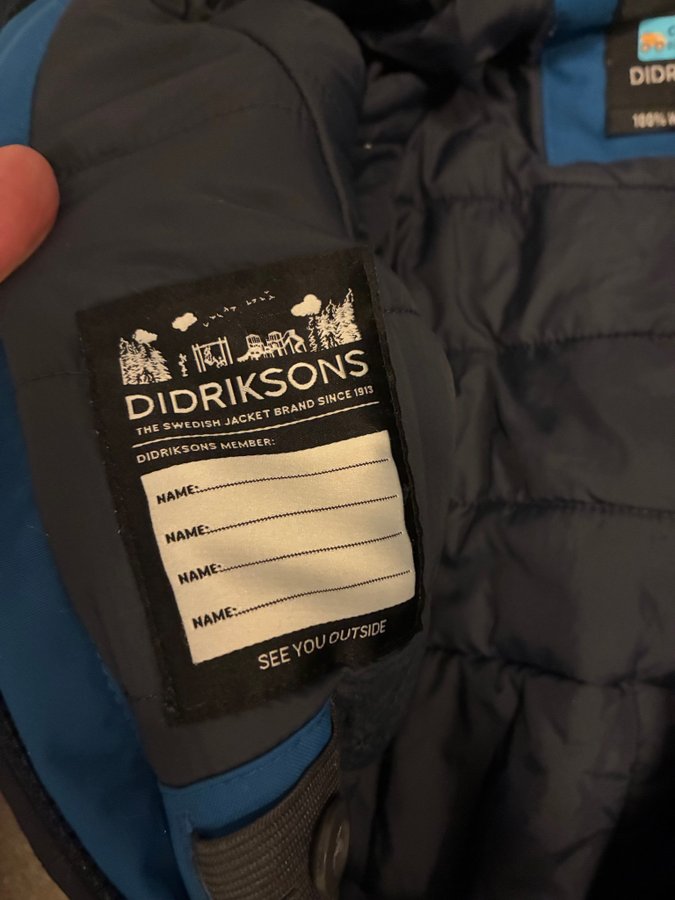 DIDRIKSONS
THE SWEDISH JACKET BRAND SINCE 1913
DIDRIKSONS MEMBER:
NAME:
NAME:
NAME:
NAME:
SEE YOU OUTSIDE
DIDR
100% W